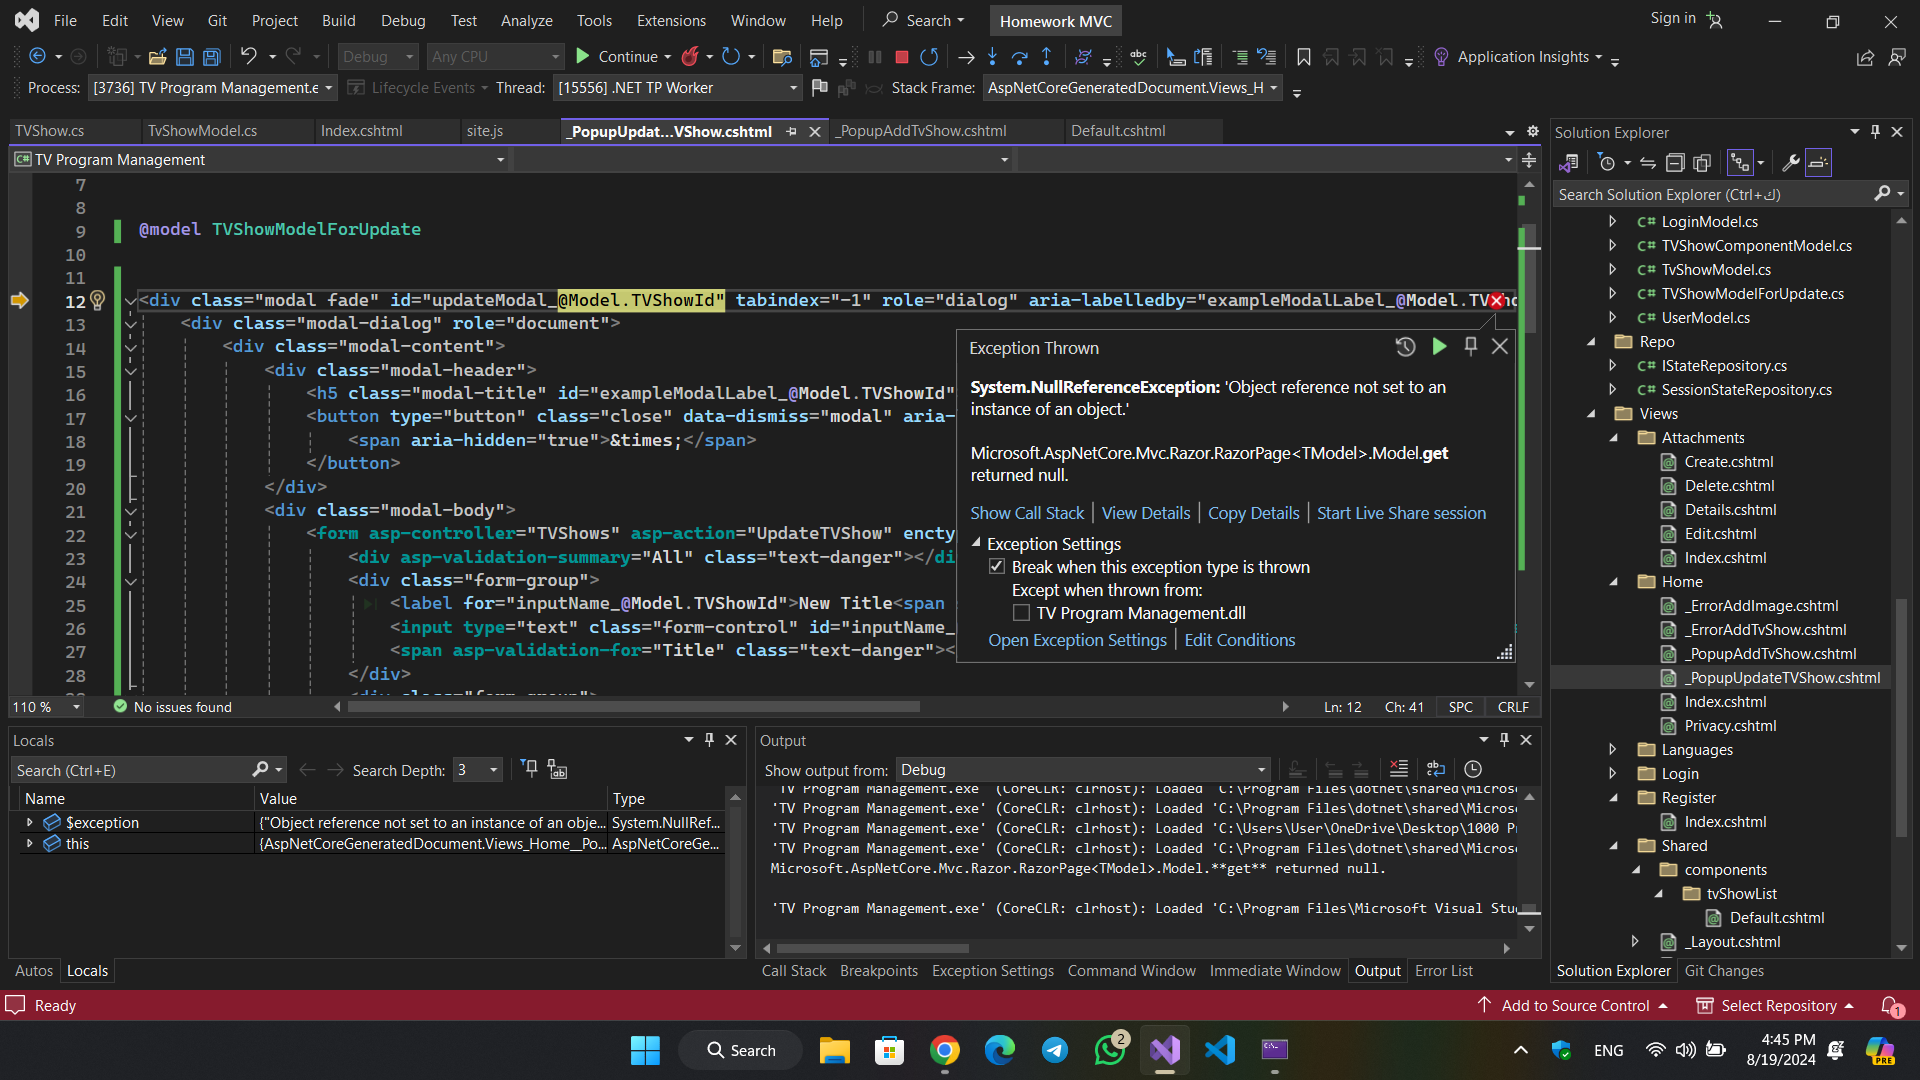 File Edit View Git Project Build Debug Test Analyze Tools Extensions Window Help Search Homework MVC Sign in
Debug Any CPU Continue Application Insights
Process: [3736] TV Program Management.e Lifecycle Events Thread: [15556] .NET TP Worker Stack Frame: AspNetCoreGeneratedDocument.Views_H
TVShow.cs TvShowModel.cs Index.cshtml site.js _PopupUpdat...VShow.cshtml _PopupAddTvShow.cshtml Default.cshtml
C# TV Program Management
7
8
9 @model TVShowModelForUpdate
10
11
12 <div class="modal fade" id="updateModal_@Model.TVShowId" tabindex="-1" role="dialog" aria-labelledby="exampleModalLabel_@Model.TVSho
13 <div class="modal-dialog" role="document">
14 <div class="modal-content">
15 <div class="modal-header">
16 <h5 class="modal-title" id="exampleModalLabel_@Model.TVShowId"
17 <button type="button" class="close" data-dismiss="modal" aria-
18 <span aria-hidden="true">&times;</span>
19 </button>
20 </div>
21 <div class="modal-body">
22 <form asp-controller="TVShows" asp-action="UpdateTVShow" encty
23 <div asp-validation-summary="All" class="text-danger"></di
24 <div class="form-group">
25 <label for="inputName_@Model.TVShowId">New Title<span
26 <input type="text" class="form-control" id="inputName_
27 <span asp-validation-for="Title" class="text-danger"><
28 </div>
<div class="form-group">
Exception Thrown
System.NullReferenceException: 'Object reference not set to an
instance of an object.'
Microsoft.AspNetCore.Mvc.Razor.RazorPage<TModel>.Model.get
returned null.
Show Call Stack | View Details | Copy Details | Start Live Share session
Exception Settings
Break when this exception type is thrown
Except when thrown from:
TV Program Management.dll
Open Exception Settings | Edit Conditions
110 % No issues found Ln: 12 Ch: 41 SPC CRLF
Locals
Search (Ctrl+E) Search Depth: 3
Name Value Type
$exception {"Object reference not set to an instance of an obje... System.NullRef...
this {AspNetCoreGeneratedDocument.Views_Home__Po... AspNetCoreGe...
Autos Locals
Output
Show output from: Debug
'TV Program Management.exe' (CoreCLR: clrhost): Loaded 'C:\Program Files\dotnet\shared\Micros
'TV Program Management.exe' (CoreCLR: clrhost): Loaded 'C:\Program Files\dotnet\shared\Micros
'TV Program Management.exe' (CoreCLR: clrhost): Loaded 'C:\Users\User\OneDrive\Desktop\1000 P
'TV Program Management.exe' (CoreCLR: clrhost): Loaded 'C:\Program Files\dotnet\shared\Micros
Microsoft.AspNetCore.Mvc.Razor.RazorPage<TModel>.Model.**get** returned null.
'TV Program Management.exe' (CoreCLR: clrhost): Loaded 'C:\Program Files\Microsoft Visual Stu
Call Stack Breakpoints Exception Settings Command Window Immediate Window Output Error List
Solution Explorer
Search Solution Explorer (Ctrl+ك)
C# LoginModel.cs
C# TVShowComponentModel.cs
C# TvShowModel.cs
C# TVShowModelForUpdate.cs
C# UserModel.cs
Repo
C# IStateRepository.cs
C# SessionStateRepository.cs
Views
Attachments
Create.cshtml
Delete.cshtml
Details.cshtml
Edit.cshtml
Index.cshtml
Home
_ErrorAddImage.cshtml
_ErrorAddTvShow.cshtml
_PopupAddTvShow.cshtml
_PopupUpdateTVShow.cshtml
Index.cshtml
Privacy.cshtml
Languages
Login
Register
Index.cshtml
Shared
components
tvShowList
Default.cshtml
_Layout.cshtml
Solution Explorer Git Changes
Ready Add to Source Control Select Repository 1
Search 2 ENG 4:45 PM
8/19/2024 PRE